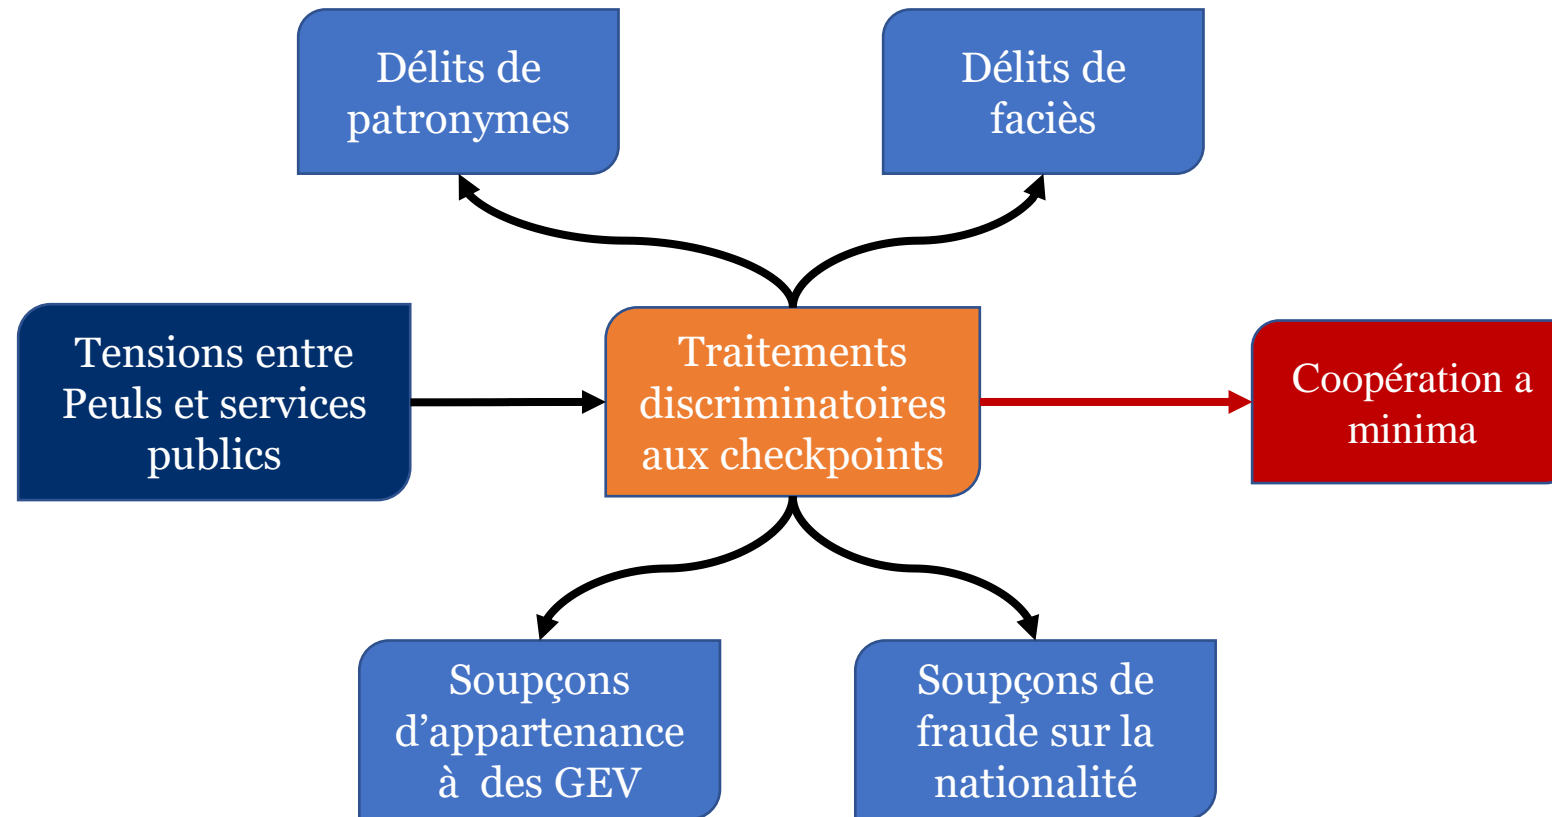 Délits de
patronymes
Délits de
faciès
Tensions entre
Peuls et services
publics
Traitements
discriminatoires
aux checkpoints
Coopération a
minima
Soupçons
d’appartenance
à  des GEV
Soupçons de
fraude sur la
nationalité